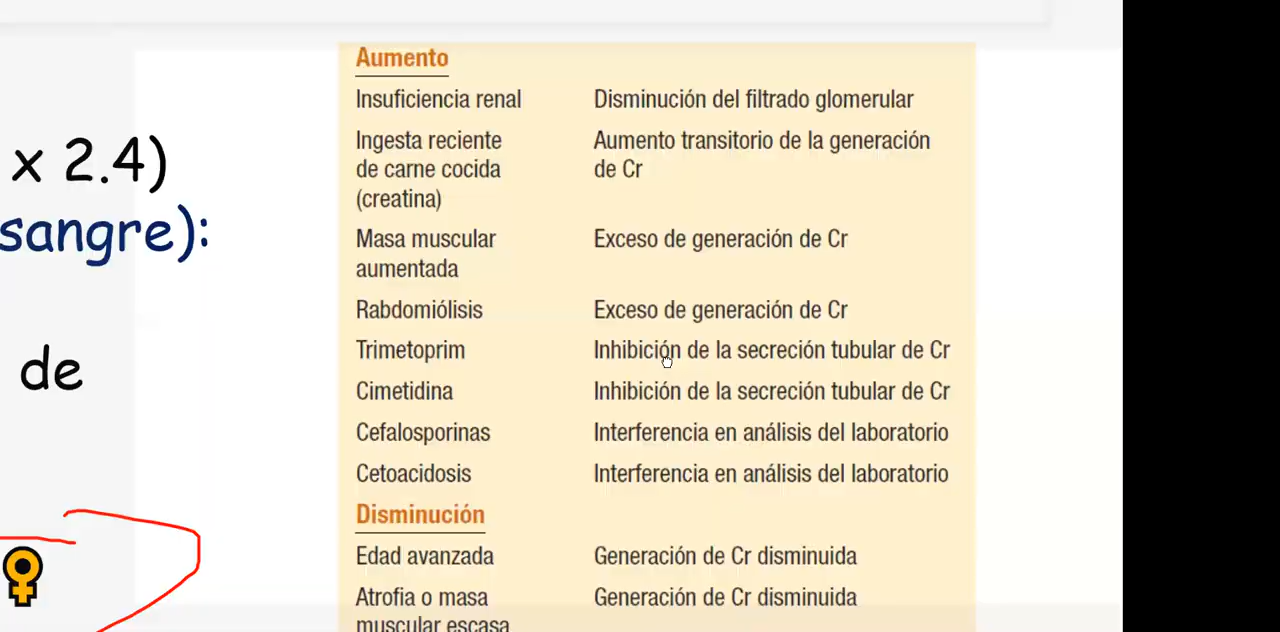 x 2.4)
sangre):
de
Aumento
Insuficiencia renal Disminución del filtrado glomerular
Ingesta reciente Aumento transitorio de la generación
de carne cocida de Cr
(creatina)
Masa muscular Exceso de generación de Cr
aumentada
Rabdomiólisis Exceso de generación de Cr
Trimetoprim Inhibición de la secreción tubular de Cr
Cimetidina Inhibición de la secreción tubular de Cr
Cefalosporinas Interferencia en análisis del laboratorio
Cetoacidosis Interferencia en análisis del laboratorio
Disminución
Edad avanzada Generación de Cr disminuida
Atrofia o masa Generación de Cr disminuida
muscular escasa